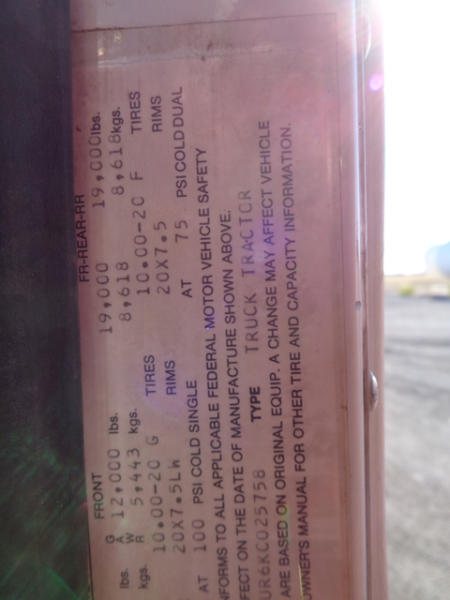 FRONT FR-REAR-RR
lbs. G A W R 12,000 lbs. 19,000 19,000 lbs.
kgs. 5,443 kgs. 8,618 8,618 kgs.
10.00-20 G TIRES 10.00-20 F TIRES
20X7.5LW RIMS 20X7.5 RIMS
AT 100 PSI COLD SINGLE AT 75 PSI COLD DUAL
NFORMS TO ALL APPLICABLE FEDERAL MOTOR VEHICLE SAFETY
FECT ON THE DATE OF MANUFACTURE SHOWN ABOVE.
UR6KC025758 TYPE TRUCK TRACTOR
ARE BASED ON ORIGINAL EQUIP. A CHANGE MAY AFFECT VEHICLE
OWNER'S MANUAL FOR OTHER TIRE AND CAPACITY INFORMATION.